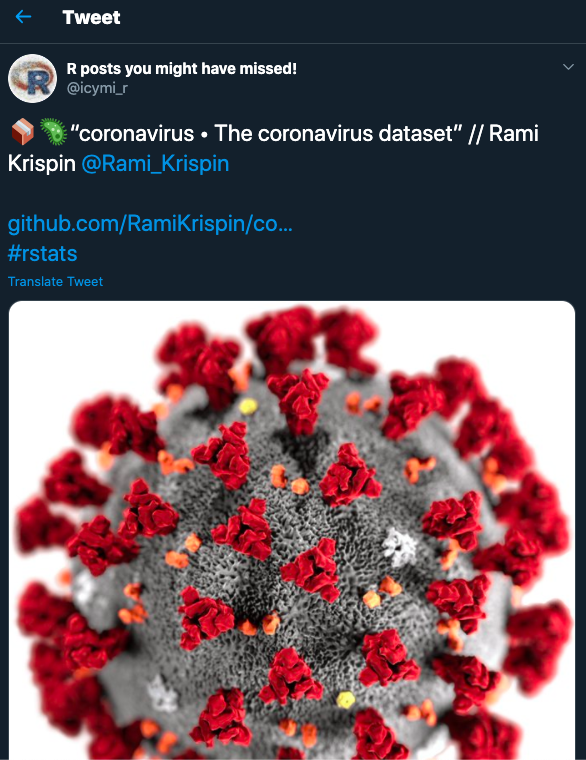 Tweet
R posts you might have missed!
@icymi_r
📦🦠“coronavirus • The coronavirus dataset” // Rami
Krispin @Rami_Krispin
github.com/RamiKrispin/co...
#rstats
Translate Tweet